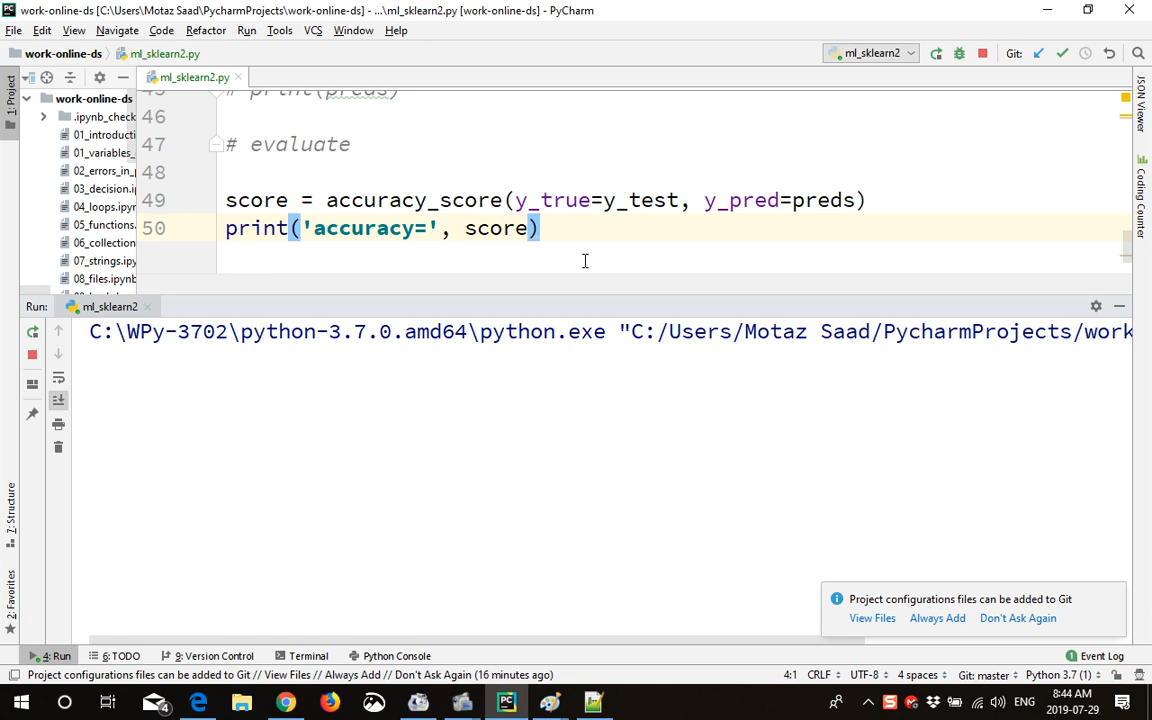 work-online-ds [C:\Users\Motaz Saad\PycharmProjects\work-online-ds] - ...\ml_sklearn2.py [work-online-ds] - PyCharm
File Edit View Navigate Code Refactor Run Tools VCS Window Help
work-online-ds ml_sklearn2.py ml_sklearn2 Git:
1: Project ml_sklearn2.py JSON Viewer
work-online-ds 45 # print(preds)
.ipynb_check 46
01_introducti 47 # evaluate
01_variables_
02_errors_in_ 48
03_decision.i
04_loops.ipyr 49 score = accuracy_score(y_true=y_test, y_pred=preds)
05_functions. 50 print('accuracy=', score)
06_collection
07_strings.ipy
08_files.ipynb
Coding Counter
Run: ml_sklearn2
C:\WPy-3702\python-3.7.0.amd64\python.exe "C:/Users/Motaz Saad/PycharmProjects/work
Z: Structure
2: Favorites
Project configurations files can be added to Git
View Files Always Add Don't Ask Again
4: Run 6: TODO 9: Version Control Terminal Python Console Event Log
Project configurations files can be added to Git // View Files // Always Add // Don't Ask Again (16 minutes ago) 4:1 CRLF UTF-8 4 spaces Git: master Python 3.7 (1)
4 ENG 8:44 AM
2019-07-29